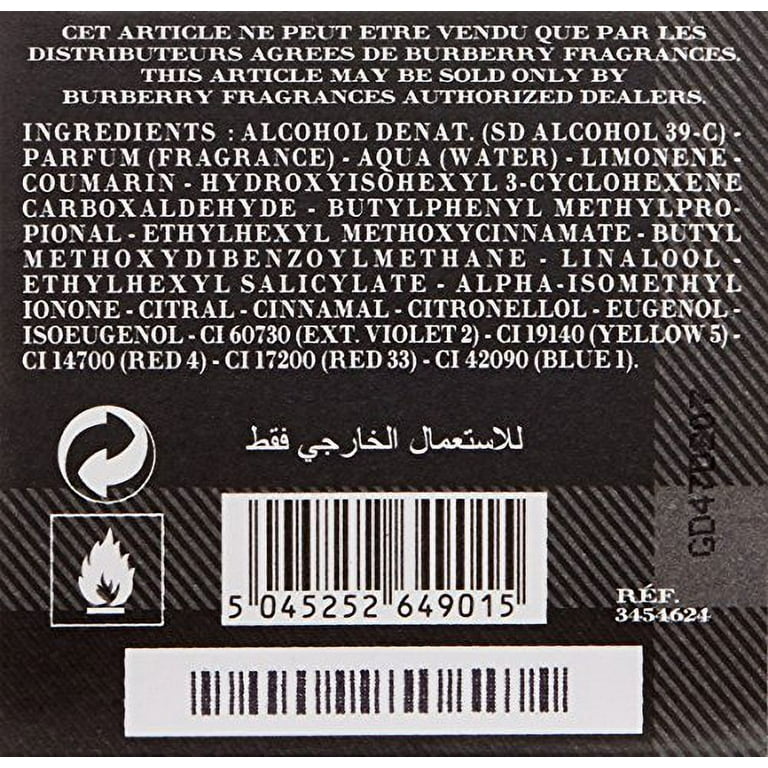 CET ARTICLE NE PEUT ETRE VENDU QUE PAR LES
DISTRIBUTEURS AGREES DE BURBERRY FRAGRANCES.
THIS ARTICLE MAY BE SOLD ONLY BY
BURBERRY FRAGRANCES AUTHORIZED DEALERS.
INGREDIENTS : ALCOHOL DENAT. (SD ALCOHOL 39-C) -
PARFUM (FRAGRANCE) - AQUA (WATER) - LIMONENE -
COUMARIN - HYDROXYISOHEXYL 3-CYCLOHEXENE
CARBOXALDEHYDE - BUTYLPHENYL METHYLPRO-
PIONAL - ETHYLHEXYL METHOXYCINNAMATE - BUTYL
METHOXYDIBENZOYLMETHANE - LINALOOL -
ETHYLHEXYL SALICYLATE - ALPHA-ISOMETHYL
IONONE - CITRAL - CINNAMAL - CITRONELLOL - EUGENOL -
ISOEUGENOL - CI 60730 (EXT. VIOLET 2) - CI 19140 (YELLOW 5) -
CI 14700 (RED 4) - CI 17200 (RED 33) - CI 42090 (BLUE 1).
للاستعمال الخارجي فقط
5 045252 649015
RÉF.
3454624